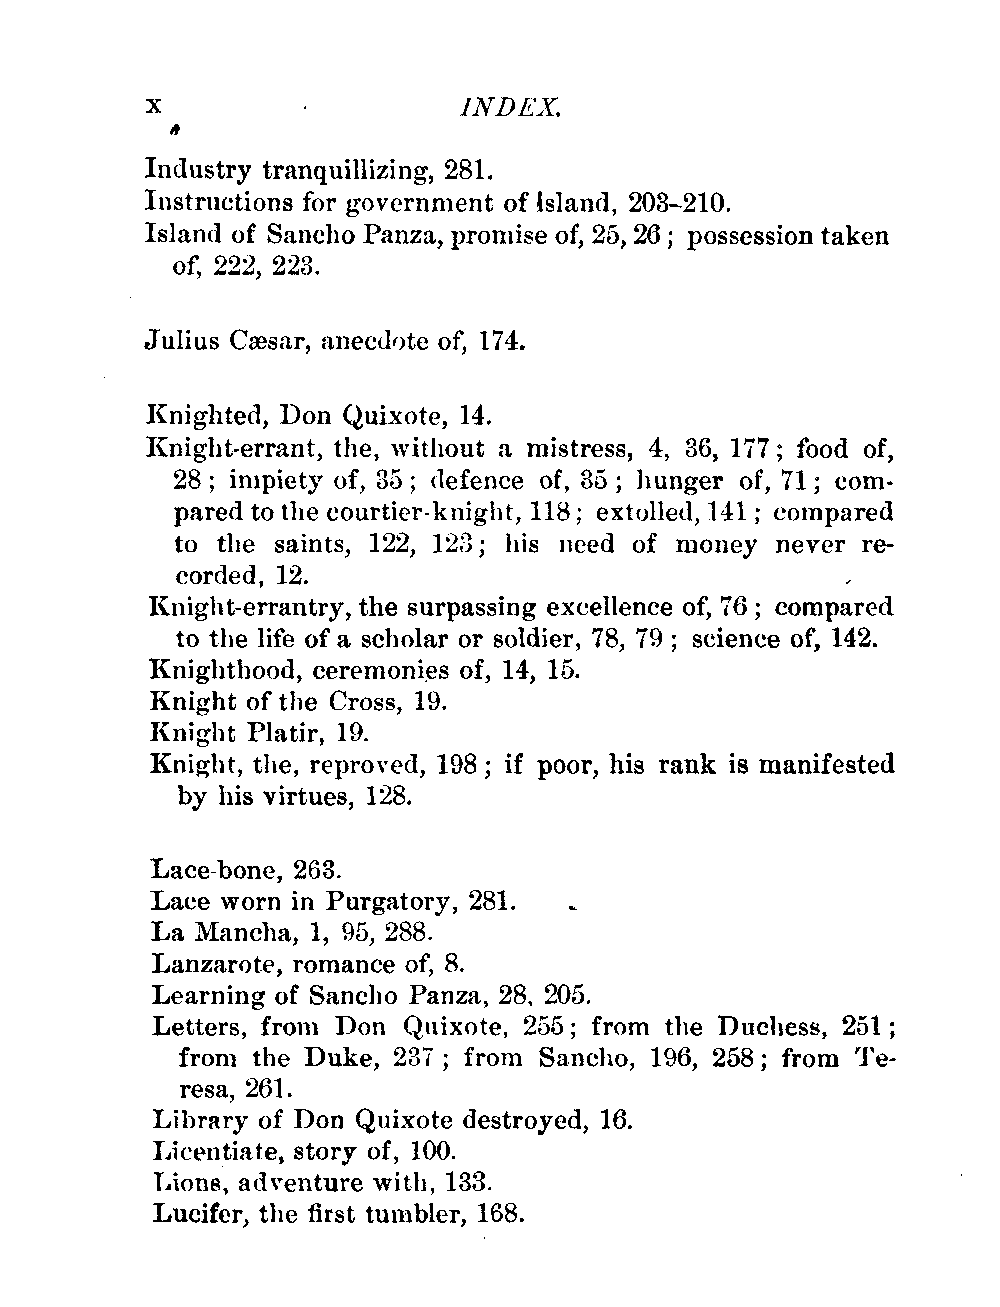 x INDEX.
Industry tranquillizing, 281.
Instructions for government of island, 203–210.
Island of Sancho Panza, promise of, 25, 26 ; possession taken
of, 222, 223.
Julius Cæsar, anecdote of, 174.
Knighted, Don Quixote, 14.
Knight-errant, the, without a mistress, 4, 36, 177 ; food of,
28 ; impiety of, 35 ; defence of, 35 ; hunger of, 71 ; com-
pared to the courtier-knight, 118 ; extolled, 141 ; compared
to the saints, 122, 123 ; his need of money never re-
corded, 12.
Knight-errantry, the surpassing excellence of, 76 ; compared
to the life of a scholar or soldier, 78, 79 ; science of, 142.
Knighthood, ceremonies of, 14, 15.
Knight of the Cross, 19.
Knight Platir, 19.
Knight, the, reproved, 198 ; if poor, his rank is manifested
by his virtues, 128.
Lace-bone, 263.
Lace worn in Purgatory, 281.
La Mancha, 1, 95, 288.
Lanzarote, romance of, 8.
Learning of Sancho Panza, 28, 205.
Letters, from Don Quixote, 255 ; from the Duchess, 251 ;
from the Duke, 237 ; from Sancho, 196, 258 ; from Te-
resa, 261.
Library of Don Quixote destroyed, 16.
Licentiate, story of, 100.
Lions, adventure with, 133.
Lucifer, the first tumbler, 168.